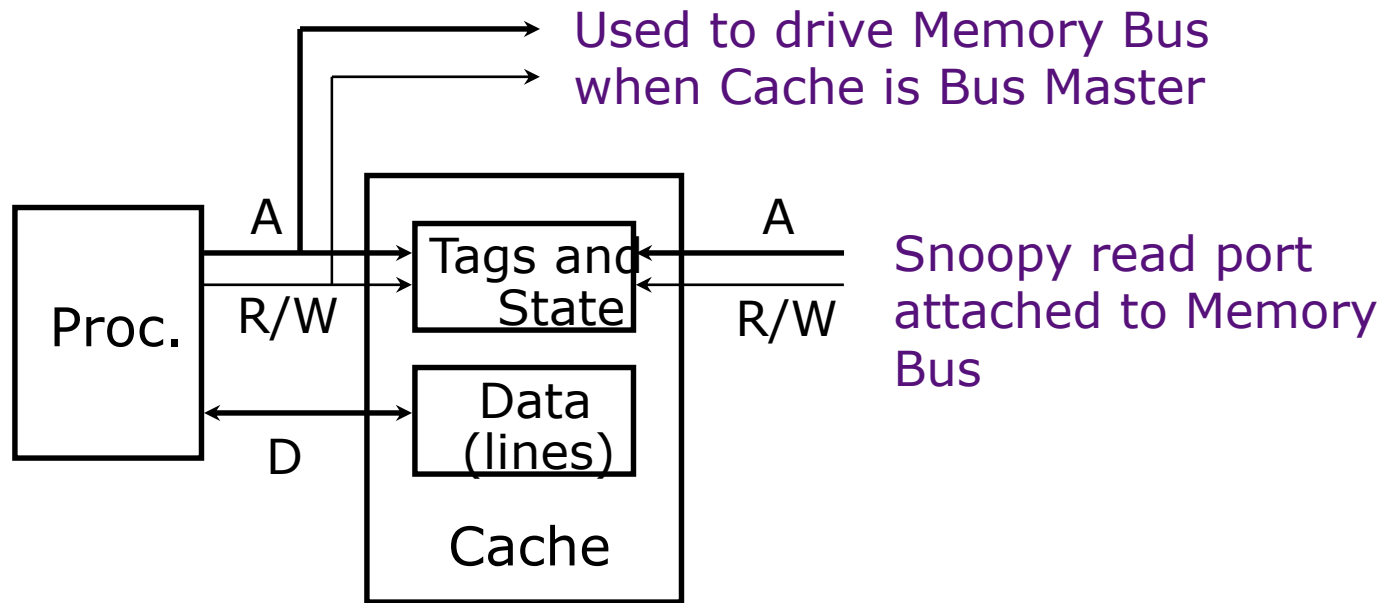 Used to drive Memory Bus
when Cache is Bus Master
A
A
Tags and
State
R/W
R/W
Snoopy read port
attached to Memory
Bus
Proc.
Data
(lines)
D
Cache